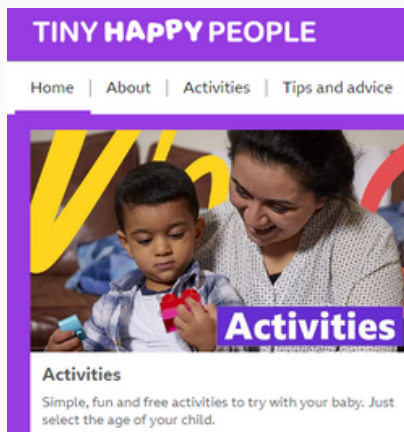 TINY HAPPY PEOPLE
Home | About | Activities | Tips and advice
Activities
Activities
Simple, fun and free activities to try with your baby. Just
select the age of your child.